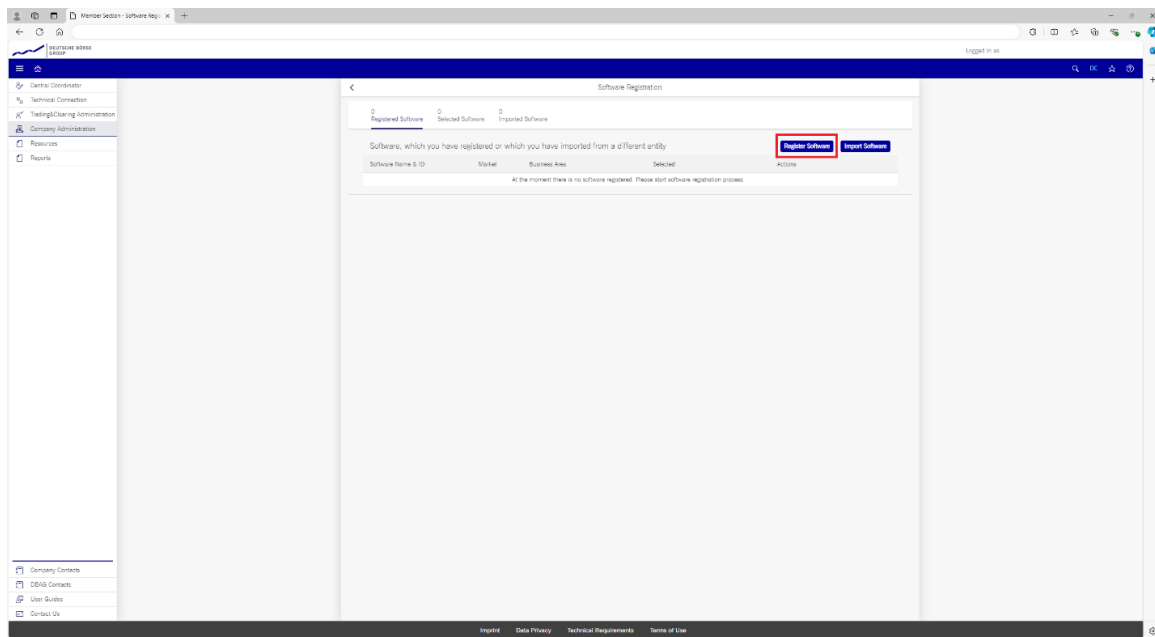 Member Section - Software Regis
DEUTSCHE BÖRSE
GROUP
Logged in as
DE
Central Coordinator
Technical Connection
Trading&Clearing Administration
Company Administration
Resources
Reports
Software Registration
0 0 0
Registered Software Selected Software Imported Software
Software, which you have registered or which you have imported from a different entity Register Software Import Software
Software Name & ID Market Business Area Selected Actions
At the moment there is no software registered. Please start software registration process.
Company Contacts
DBAG Contacts
User Guides
Contact Us
Imprint Data Privacy Technical Requirements Terms of Use